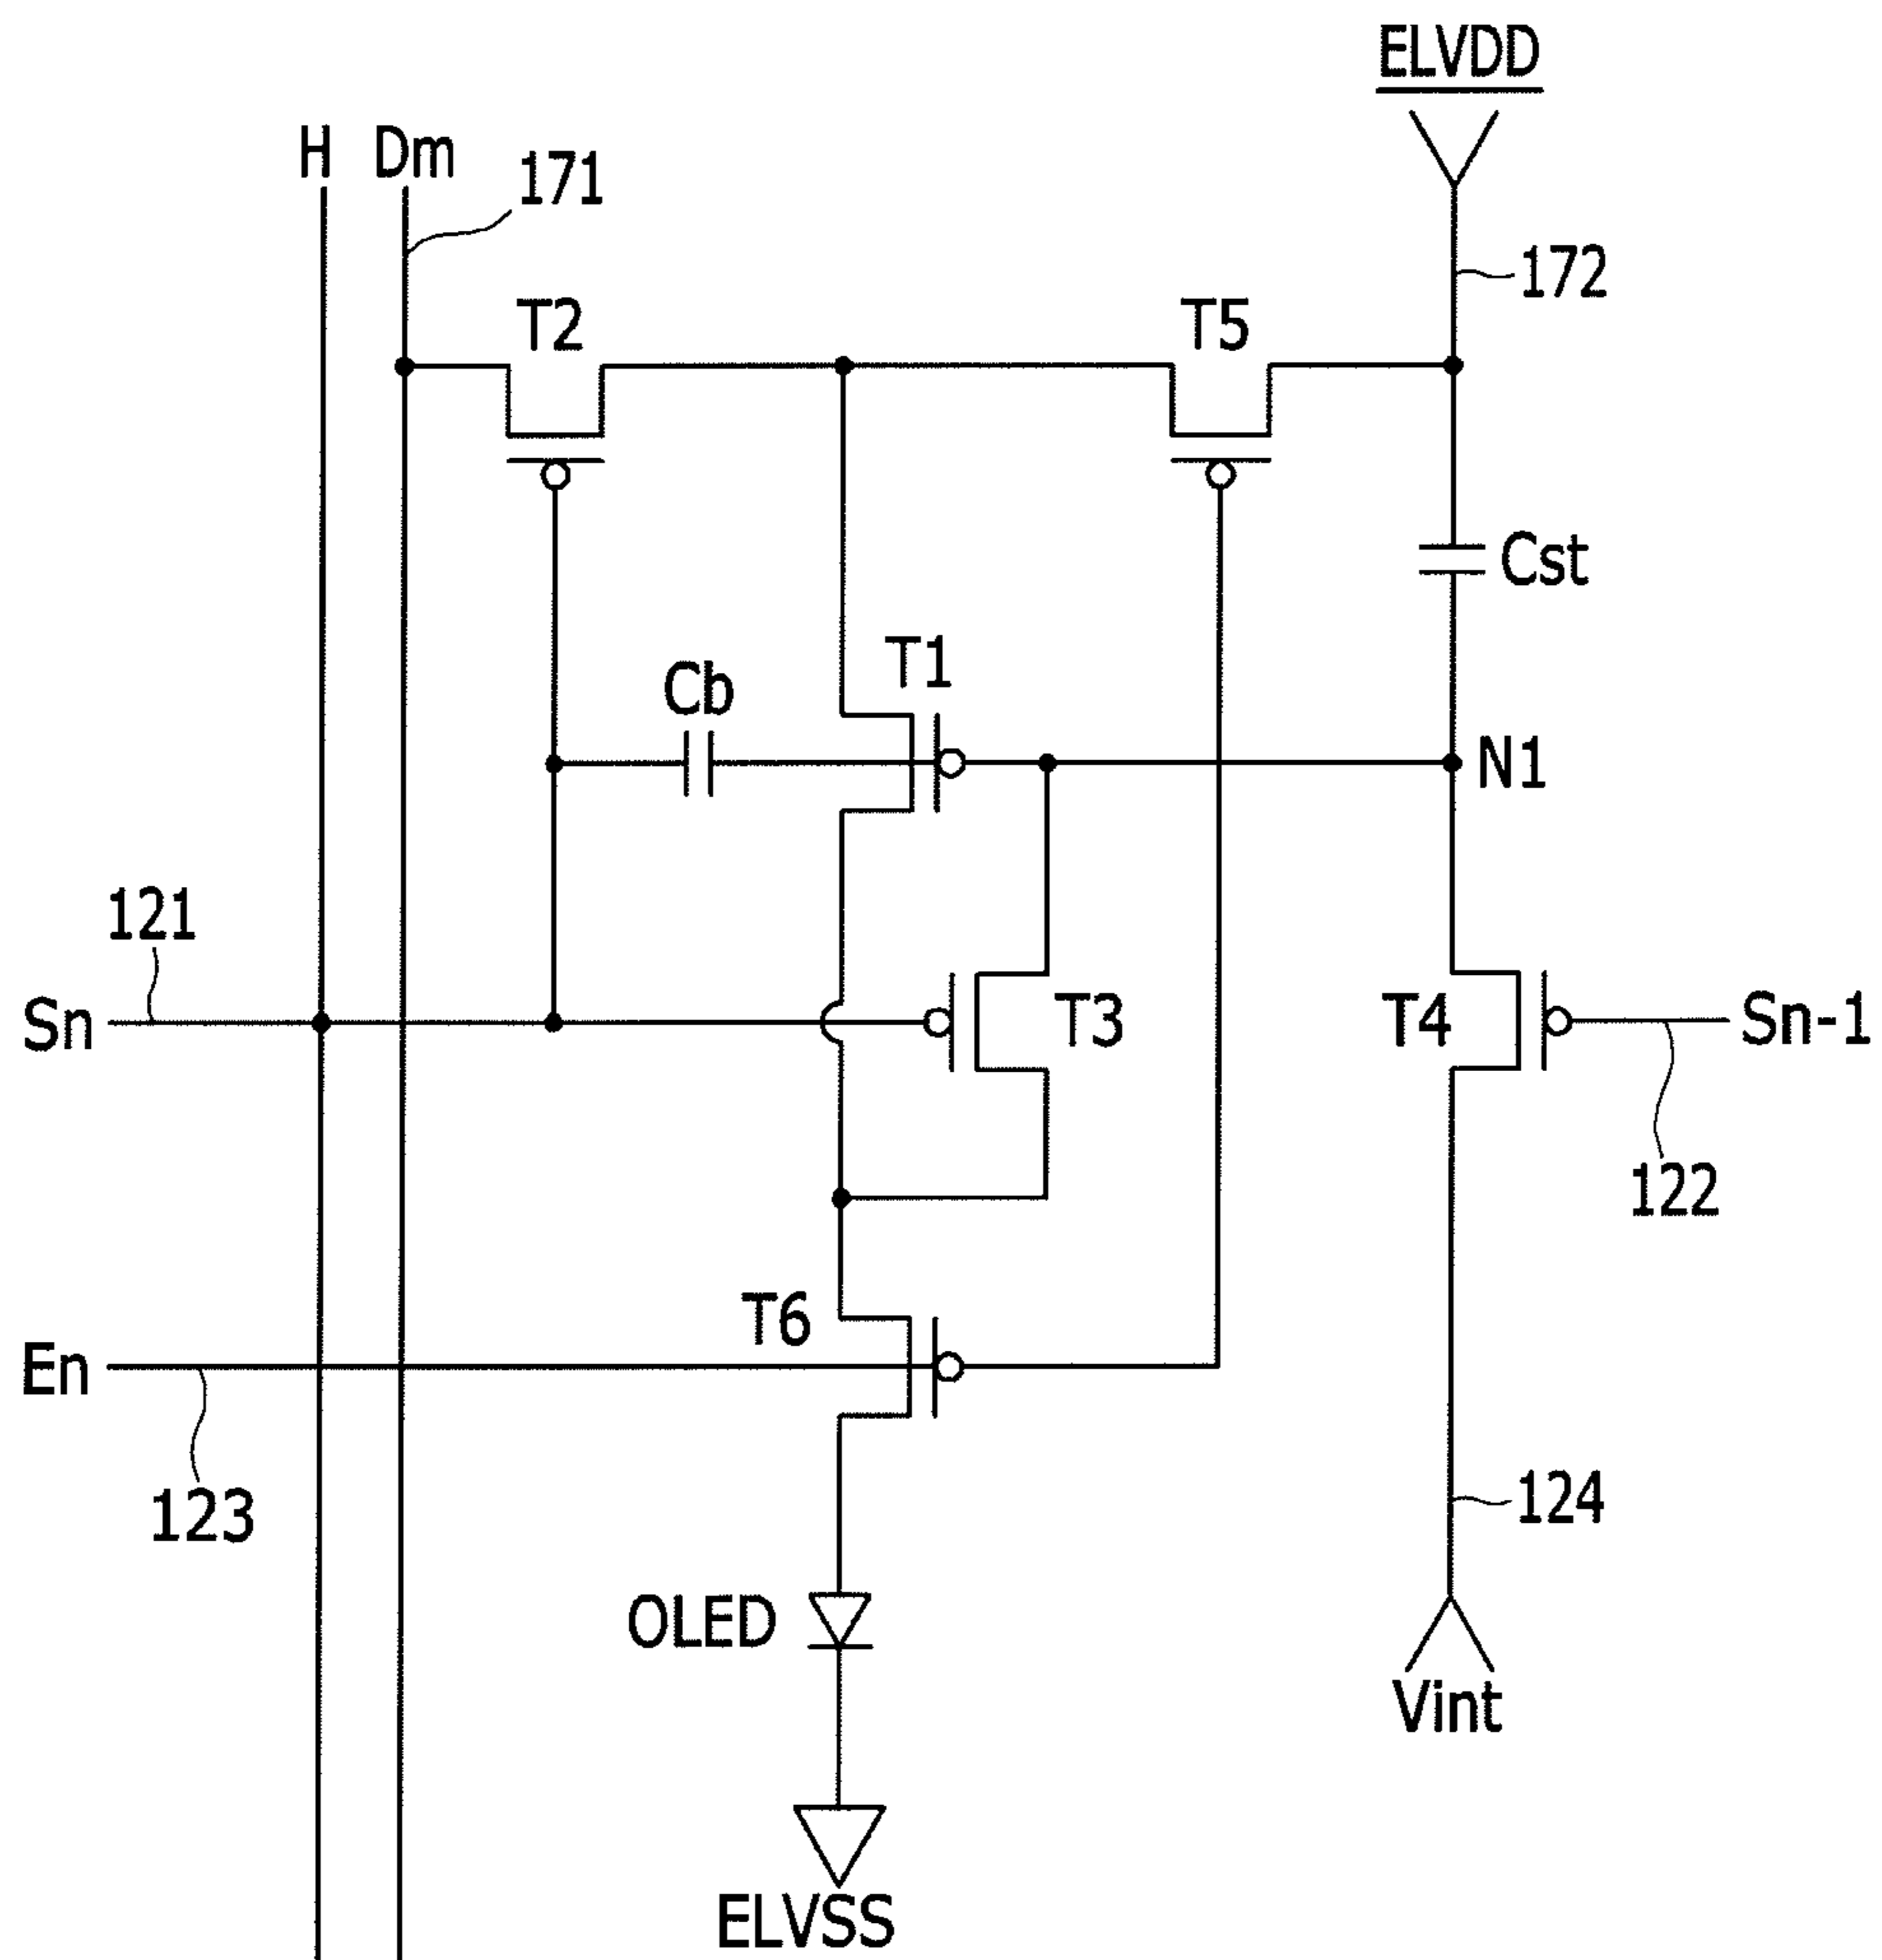 ELVDD
H Dm
171
172
T2
T5
Cst
T1
Cb
N1
121
Sn
T3
T4
Sn-1
122
T6
En
123
124
OLED
Vint
ELVSS